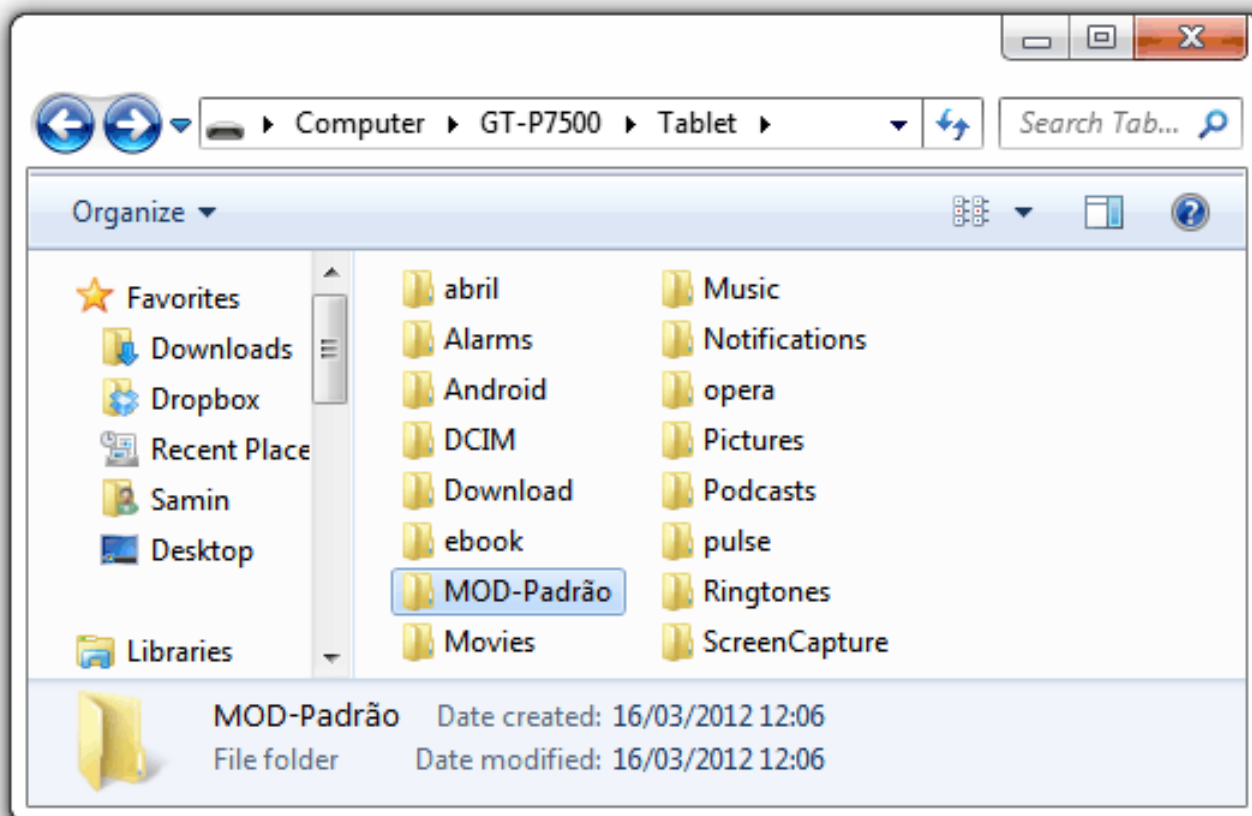 Computer GT-P7500 Tablet
Search Tab...
Organize
Favorites
Downloads
Dropbox
Recent Place
Samin
Desktop
Libraries
abril
Alarms
Android
DCIM
Download
ebook
MOD-Padrão
Movies
Music
Notifications
opera
Pictures
Podcasts
pulse
Ringtones
ScreenCapture
MOD-Padrão Date created: 16/03/2012 12:06
File folder Date modified: 16/03/2012 12:06